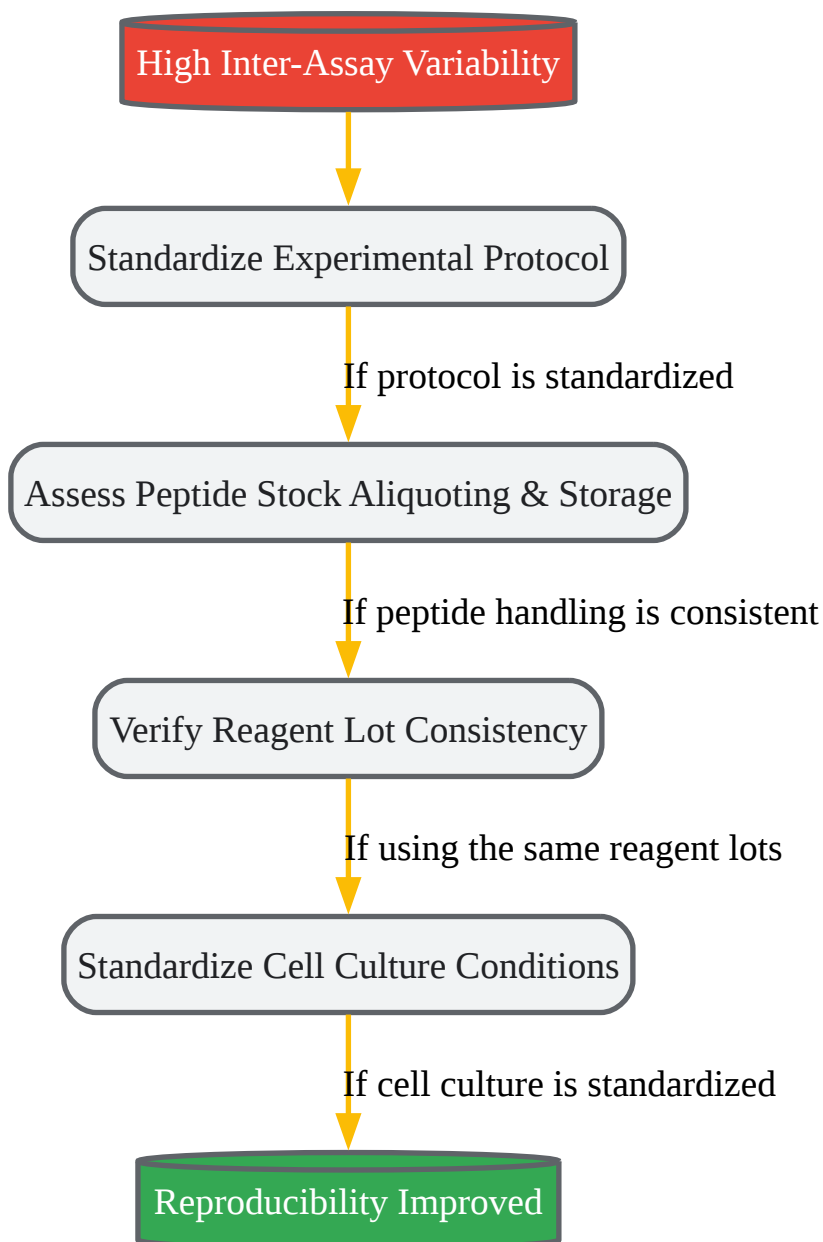 High Inter-Assay Variability
Standardize Experimental Protocol
If protocol is standardized
Assess Peptide Stock Aliquoting & Storage
If peptide handling is consistent
Verify Reagent Lot Consistency
If using the same reagent lots
Standardize Cell Culture Conditions
If cell culture is standardized
Reproducibility Improved